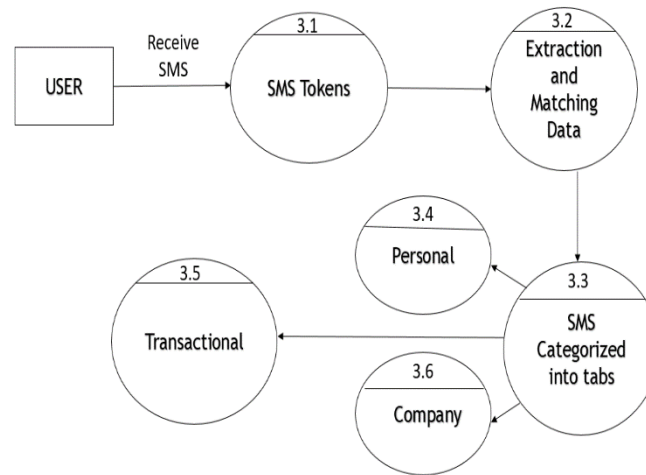 USER
Receive
SMS
3.1
SMS Tokens
3.2
Extraction
and
Matching
Data
3.3
SMS
Categorized
into tabs
3.4
Personal
3.5
Transactional
3.6
Company